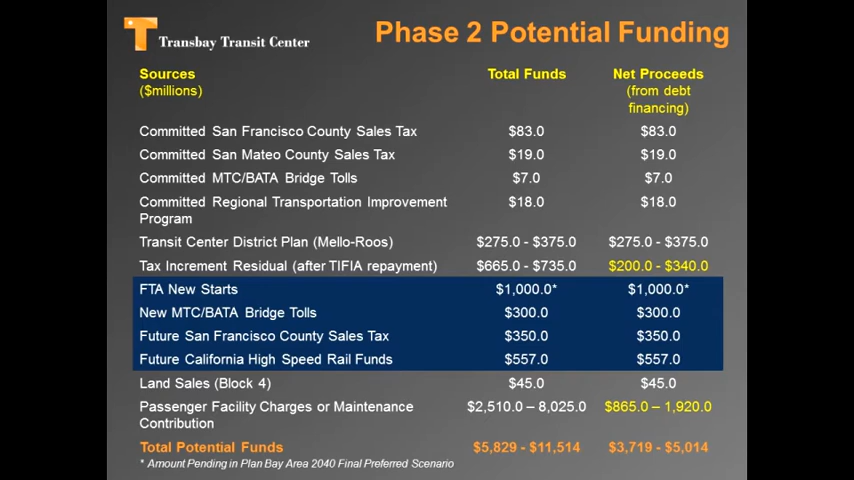 Transbay Transit Center
Phase 2 Potential Funding
Sources Total Funds Net Proceeds
($millions) (from debt
financing)
Committed San Francisco County Sales Tax $83.0 $83.0
Committed San Mateo County Sales Tax $19.0 $19.0
Committed MTC/BATA Bridge Tolls $7.0 $7.0
Committed Regional Transportation Improvement $18.0 $18.0
Program
Transit Center District Plan (Mello-Roos) $275.0 - $375.0 $275.0 - $375.0
Tax Increment Residual (after TIFIA repayment) $665.0 - $735.0 $200.0 - $340.0
FTA New Starts $1,000.0* $1,000.0*
New MTC/BATA Bridge Tolls $300.0 $300.0
Future San Francisco County Sales Tax $350.0 $350.0
Future California High Speed Rail Funds $557.0 $557.0
Land Sales (Block 4) $45.0 $45.0
Passenger Facility Charges or Maintenance $2,510.0 – 8,025.0 $865.0 – 1,920.0
Contribution
Total Potential Funds $5,829 - $11,514 $3,719 - $5,014
* Amount Pending in Plan Bay Area 2040 Final Preferred Scenario